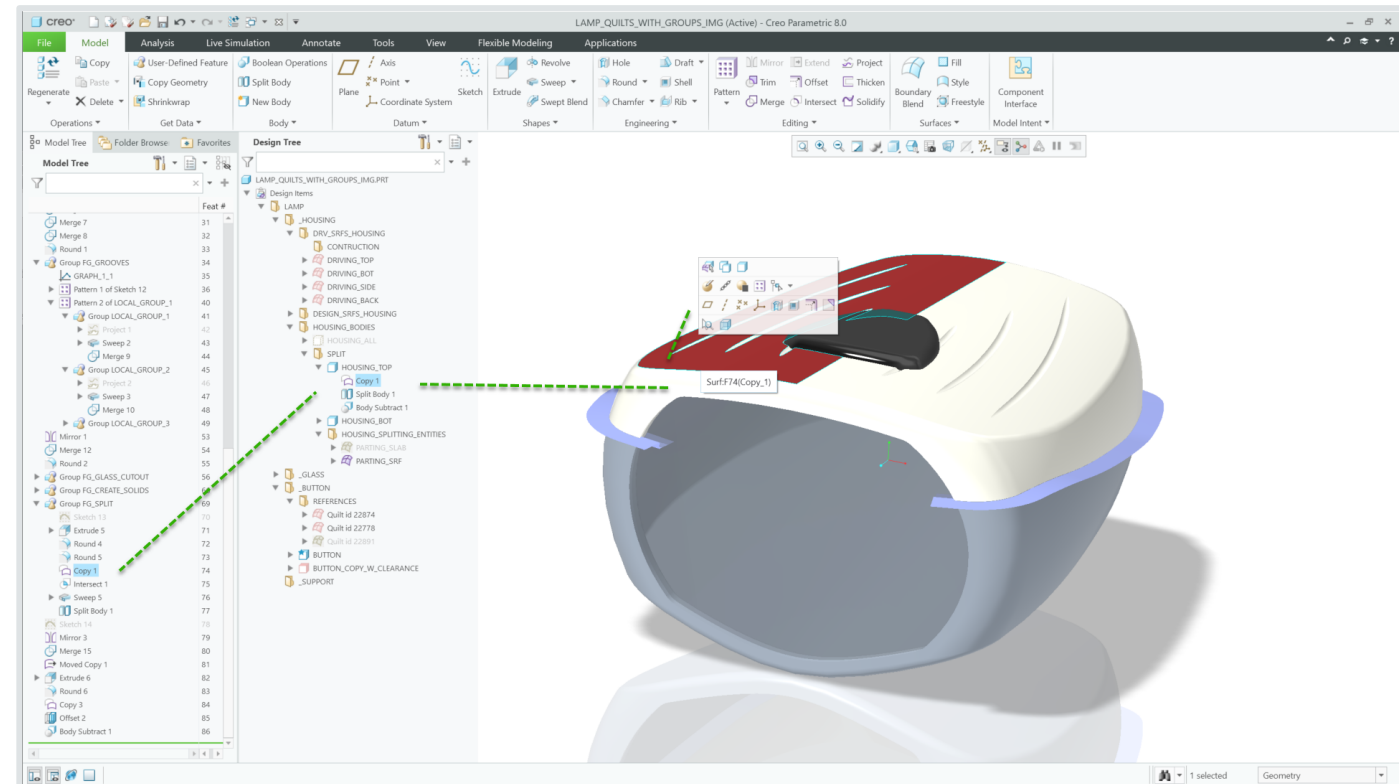 creo
LAMP_QUILTS_WITH_GROUPS_IMG (Active) - Creo Parametric 8.0
File Model Analysis Live Simulation Annotate Tools View Flexible Modeling Applications
Copy User-Defined Feature Boolean Operations Axis Revolve Hole Draft Mirror Extend Project Fill
Regenerate Paste Copy Geometry Split Body Plane Point Sketch Extrude Sweep Round Shell Pattern Trim Offset Thicken Boundary Blend Style Component Interface
Delete Shrinkwrap New Body Coordinate System Swept Blend Chamfer Rib Merge Intersect Solidify Freestyle
Operations Get Data Body Datum Shapes Engineering Editing Surfaces Model Intent
Model Tree Folder Browse Favorites
Model Tree
Feat #
Merge 7 31
Merge 8 32
Round 1 33
Group FG_GROOVES 34
GRAPH_1_1 35
Pattern 1 of Sketch 12 36
Pattern 2 of LOCAL_GROUP_1 40
Group LOCAL_GROUP_1 41
Project 1 42
Sweep 2 43
Merge 9 44
Group LOCAL_GROUP_2 45
Project 2 46
Sweep 3 47
Merge 10 48
Group LOCAL_GROUP_3 49
Mirror 1 53
Merge 12 54
Round 2 55
Group FG_GLASS_CUTOUT 56
Group FG_CREATE_SOLIDS
Group FG_SPLIT 69
Sketch 13 70
Extrude 5 71
Round 4 72
Round 5 73
Copy 1 74
Intersect 1 75
Sweep 5 76
Split Body 1 77
Sketch 14 78
Mirror 3 79
Merge 15 80
Moved Copy 1 81
Extrude 6 82
Round 6 83
Copy 3 84
Offset 2 85
Body Subtract 1 86
Design Tree
LAMP_QUILTS_WITH_GROUPS_IMG.PRT
Design Items
LAMP
_HOUSING
DRV_SRFS_HOUSING
CONTRUCTION
DRIVING_TOP
DRIVING_BOT
DRIVING_SIDE
DRIVING_BACK
DESIGN_SRFS_HOUSING
HOUSING_BODIES
HOUSING_ALL
SPLIT
HOUSING_TOP
Copy 1
Split Body 1
Body Subtract 1
HOUSING_BOT
HOUSING_SPLITTING_ENTITIES
PARTING_SLAB
PARTING_SRF
_GLASS
_BUTTON
REFERENCES
Quilt id 22874
Quilt id 22778
Quilt id 22891
BUTTON
BUTTON_COPY_W_CLEARANCE
_SUPPORT
Surf:F74(Copy_1)
1 selected
Geometry